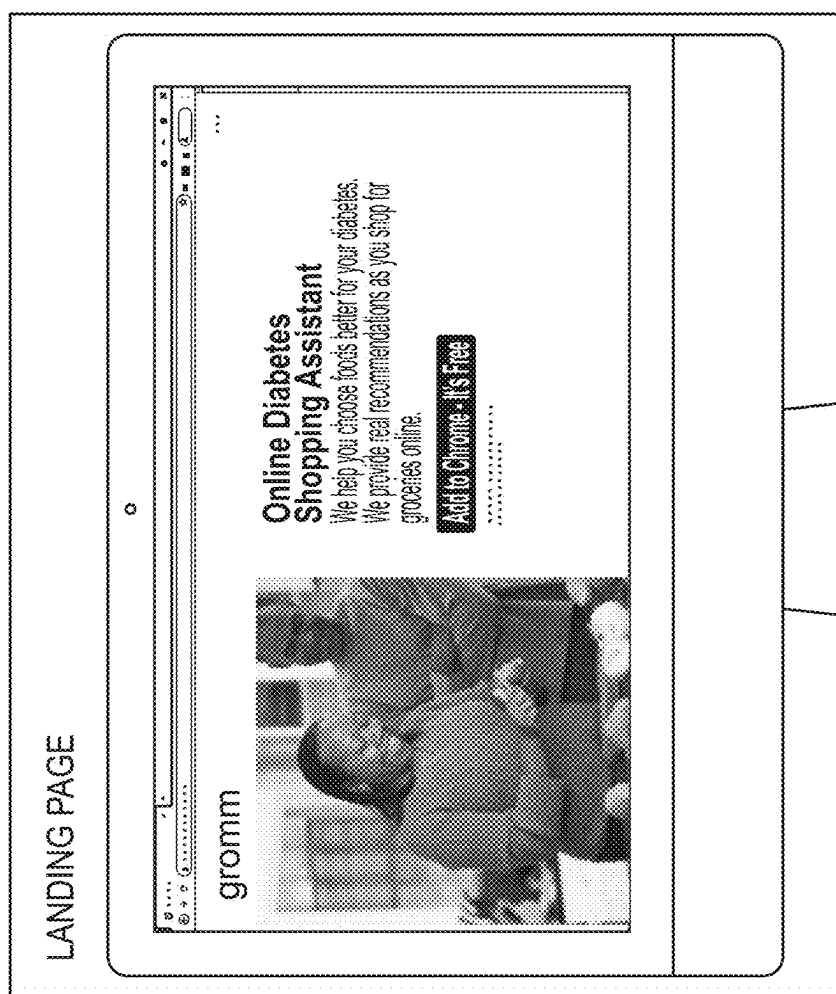 LANDING PAGE
gromm
Online Diabetes
Shopping Assistant
We help you choose foods better for your diabetes.
We provide real recommendations as you shop for
groceries online.
Add to Chrome - It's Free